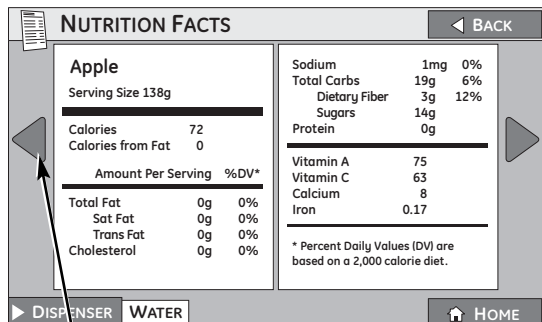 NUTRITION FACTS
BACK
Apple
Serving Size 138g
Calories 72
Calories from Fat 0
Amount Per Serving %DV*
Total Fat 0g 0%
Sat Fat 0g 0%
Trans Fat 0g 0%
Cholesterol 0g 0%
Sodium 1mg 0%
Total Carbs 19g 6%
Dietary Fiber 3g 12%
Sugars 14g
Protein 0g
Vitamin A 75
Vitamin C 63
Calcium 8
Iron 0.17
* Percent Daily Values (DV) are
based on a 2,000 calorie diet.
DISPENSER WATER
HOME